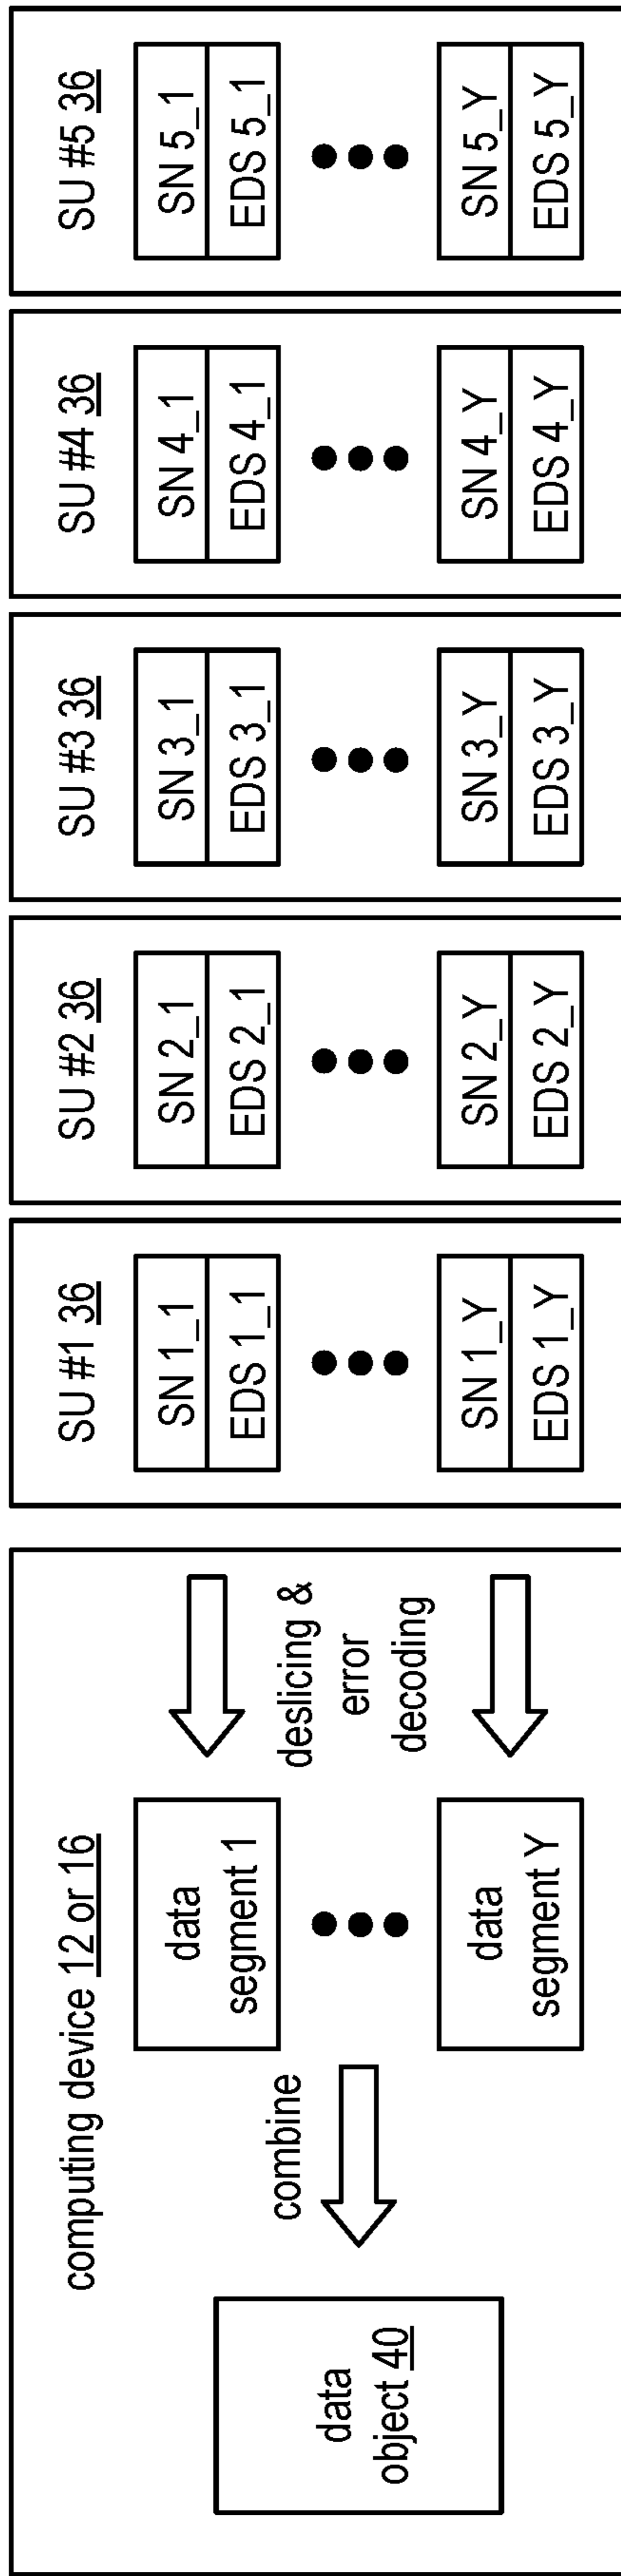 computing device 12 or 16
data
object 40
combine
data
segment 1
data
segment Y
deslicing &
error
decoding
SU #1 36
SN 1_1
EDS 1_1
SN 1_Y
EDS 1_Y
SU #2 36
SN 2_1
EDS 2_1
SN 2_Y
EDS 2_Y
SU #3 36
SN 3_1
EDS 3_1
SN 3_Y
EDS 3_Y
SU #4 36
SN 4_1
EDS 4_1
SN 4_Y
EDS 4_Y
SU #5 36
SN 5_1
EDS 5_1
SN 5_Y
EDS 5_Y